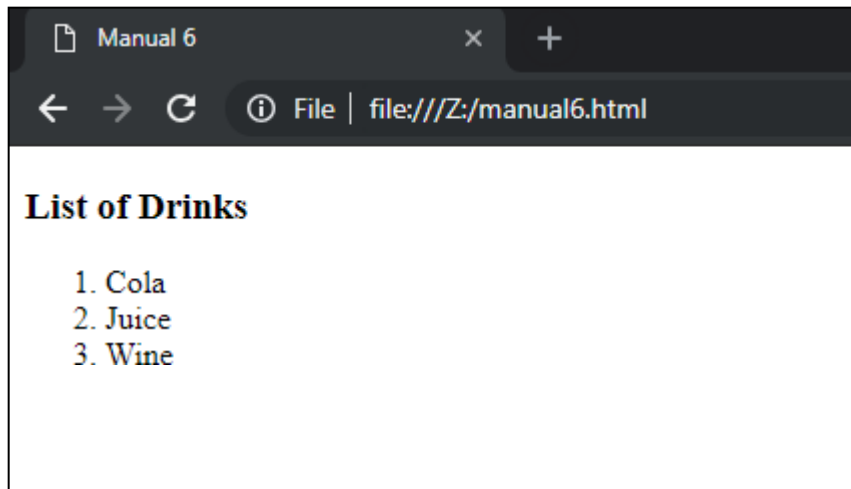 Manual 6
File | file:///Z:/manual6.html
List of Drinks
1. Cola
2. Juice
3. Wine